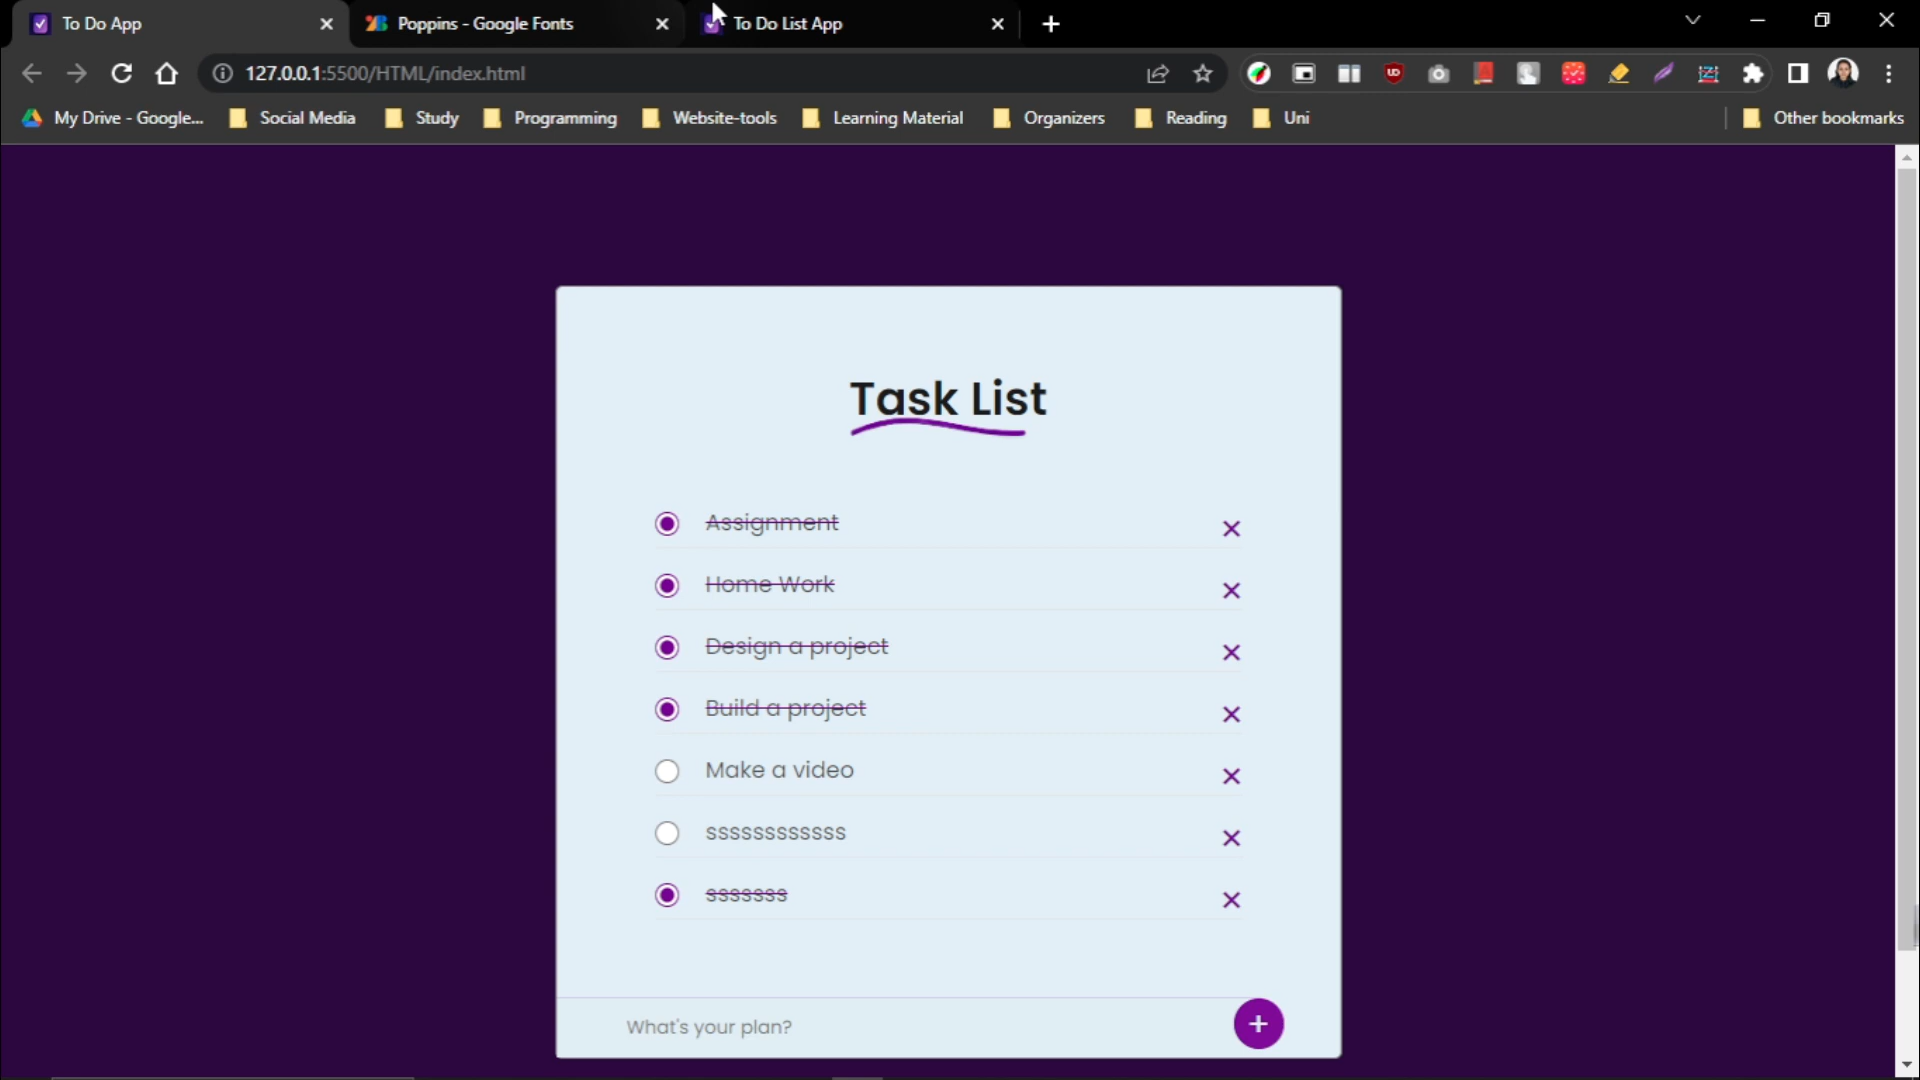 To Do App
Poppins - Google Fonts
To Do List App
127.0.0.1:5500/HTML/index.html
My Drive - Google...
Social Media
Study
Programming
Website-tools
Learning Material
Organizers
Reading
Uni
Other bookmarks
Task List
Assignment
Home Work
Design a project
Build a project
Make a video
ssssssssssss
sssssss
What's your plan?